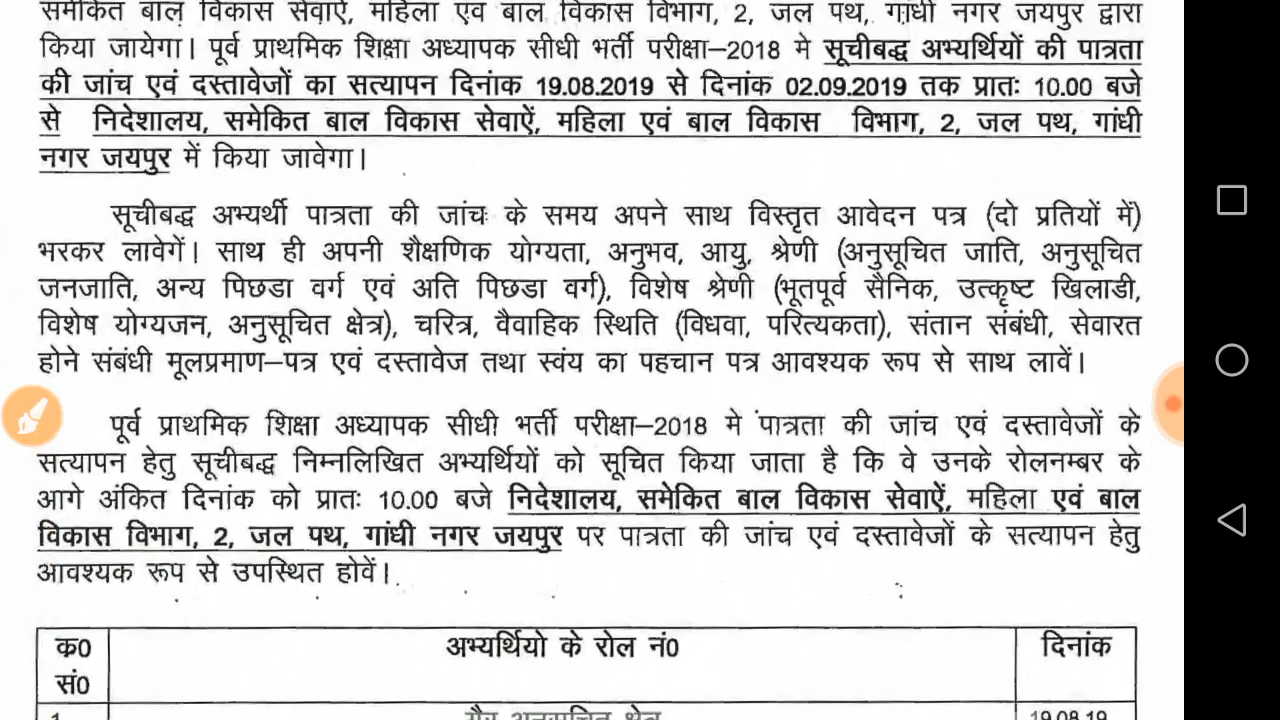 समेकित बाल विकास सेवाऐं, महिला एवं बाल विकास विभाग, 2, जल पथ, गांधी नगर जयपुर द्वारा
किया जायेगा। पूर्व प्राथमिक शिक्षा अध्यापक सीधी भर्ती परीक्षा–2018 मे सूचीबद्ध अभ्यर्थियों की पात्रता
की जांच एवं दस्तावेजों का सत्यापन दिनांक 19.08.2019 से दिनांक 02.09.2019 तक प्रातः 10.00 बजे
से निदेशालय, समेकित बाल विकास सेवाऐं, महिला एवं बाल विकास विभाग, 2, जल पथ, गांधी
नगर जयपुर में किया जावेगा।
सूचीबद्ध अभ्यर्थी पात्रता की जांच के समय अपने साथ विस्तृत आवेदन पत्र (दो प्रतियों में)
भरकर लावेगें। साथ ही अपनी शैक्षणिक योग्यता, अनुभव, आयु, श्रेणी (अनुसूचित जाति, अनुसूचित
जनजाति, अन्य पिछडा वर्ग एवं अति पिछडा वर्ग), विशेष श्रेणी (भूतपूर्व सैनिक, उत्कृष्ट खिलाडी,
विशेष योग्यजन, अनुसूचित क्षेत्र), चरित्र, वैवाहिक स्थिति (विधवा, परित्यकता), संतान संबंधी, सेवारत
होने संबंधी मूलप्रमाण–पत्र एवं दस्तावेज तथा स्वंय का पहचान पत्र आवश्यक रूप से साथ लावें।
पूर्व प्राथमिक शिक्षा अध्यापक सीधी भर्ती परीक्षा–2018 मे पात्रता की जांच एवं दस्तावेजों के
सत्यापन हेतु सूचीबद्ध निम्नलिखित अभ्यर्थियों को सूचित किया जाता है कि वे उनके रोलनम्बर के
आगे अंकित दिनांक को प्रातः 10.00 बजे निदेशालय, समेकित बाल विकास सेवाऐं, महिला एवं बाल
विकास विभाग, 2, जल पथ, गांधी नगर जयपुर पर पात्रता की जांच एवं दस्तावेजों के सत्यापन हेतु
आवश्यक रूप से उपस्थित होवें।
क0 सं0 अभ्यर्थियो के रोल नं0 दिनांक
1 गैर अनुसूचित क्षेत्र 19.08.19